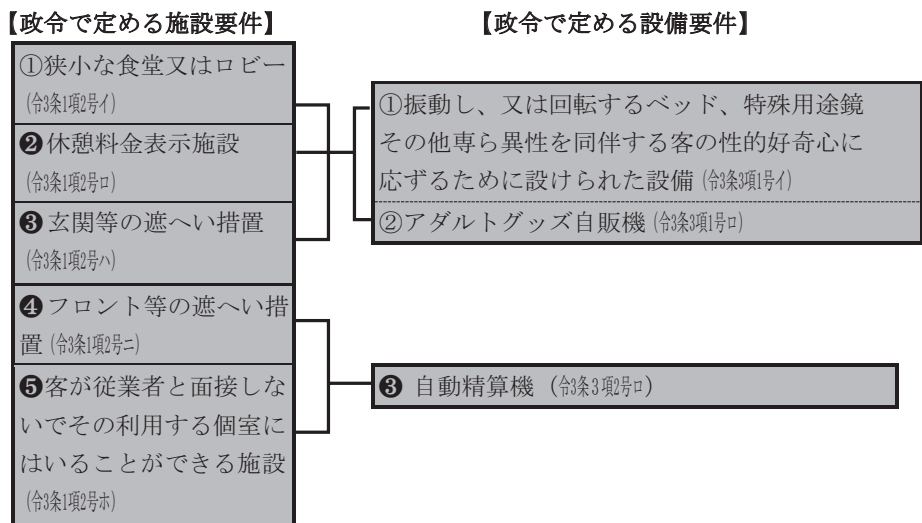 【政令で定める施設要件】
①狭小な食堂又はロビー
(令3条1項2号イ)
❷休憩料金表示施設
(令3条1項2号ロ)
❸玄関等の遮へい措置
(令3条1項2号ハ)
❹フロント等の遮へい措
置(令3条1項2号ニ)
❺客が従業者と面接しな
いでその利用する個室に
はいることができる施設
(令3条1項2号ホ)
【政令で定める設備要件】
①振動し、又は回転するベッド、特殊用途鏡
その他専ら異性を同伴する客の性的好奇心に
応ずるために設けられた設備(令3条3項1号イ)
②アダルトグッズ自販機(令3条3項1号ロ)
❸ 自動精算機(令3条3項2号ロ)